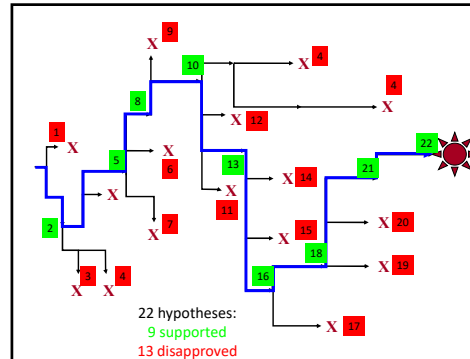 9
X
10
X
4
8
4
X
1
X
X
12
5
X
6
13
22
21
X
14
X
11
2
X
7
X
15
X
20
18
16
X
19
X
3
X
4
X
17
22 hypotheses:
9 supported
13 disapproved